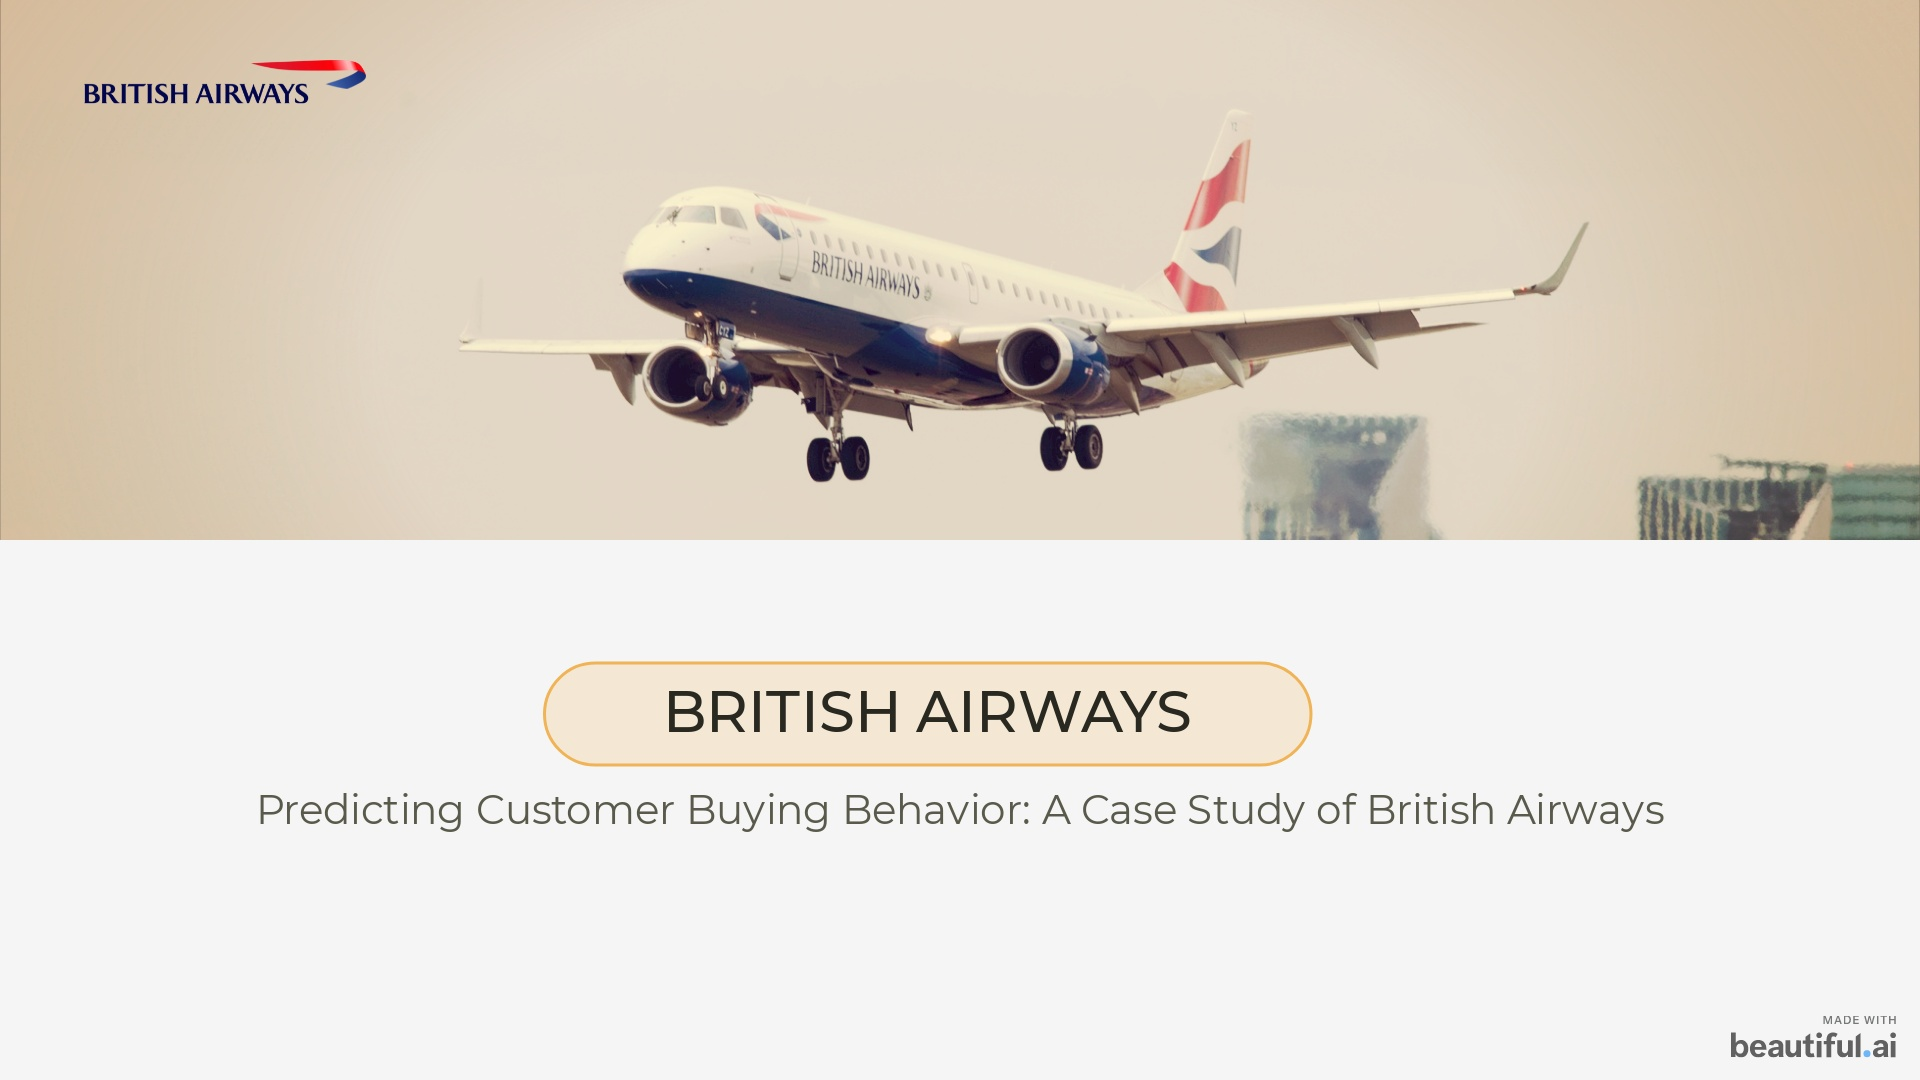 BRITISH AIRWAYS
BRITISH AIRWAYS
BRITISH AIRWAYS
Predicting Customer Buying Behavior: A Case Study of British Airways
MADE WITH
beautiful.ai